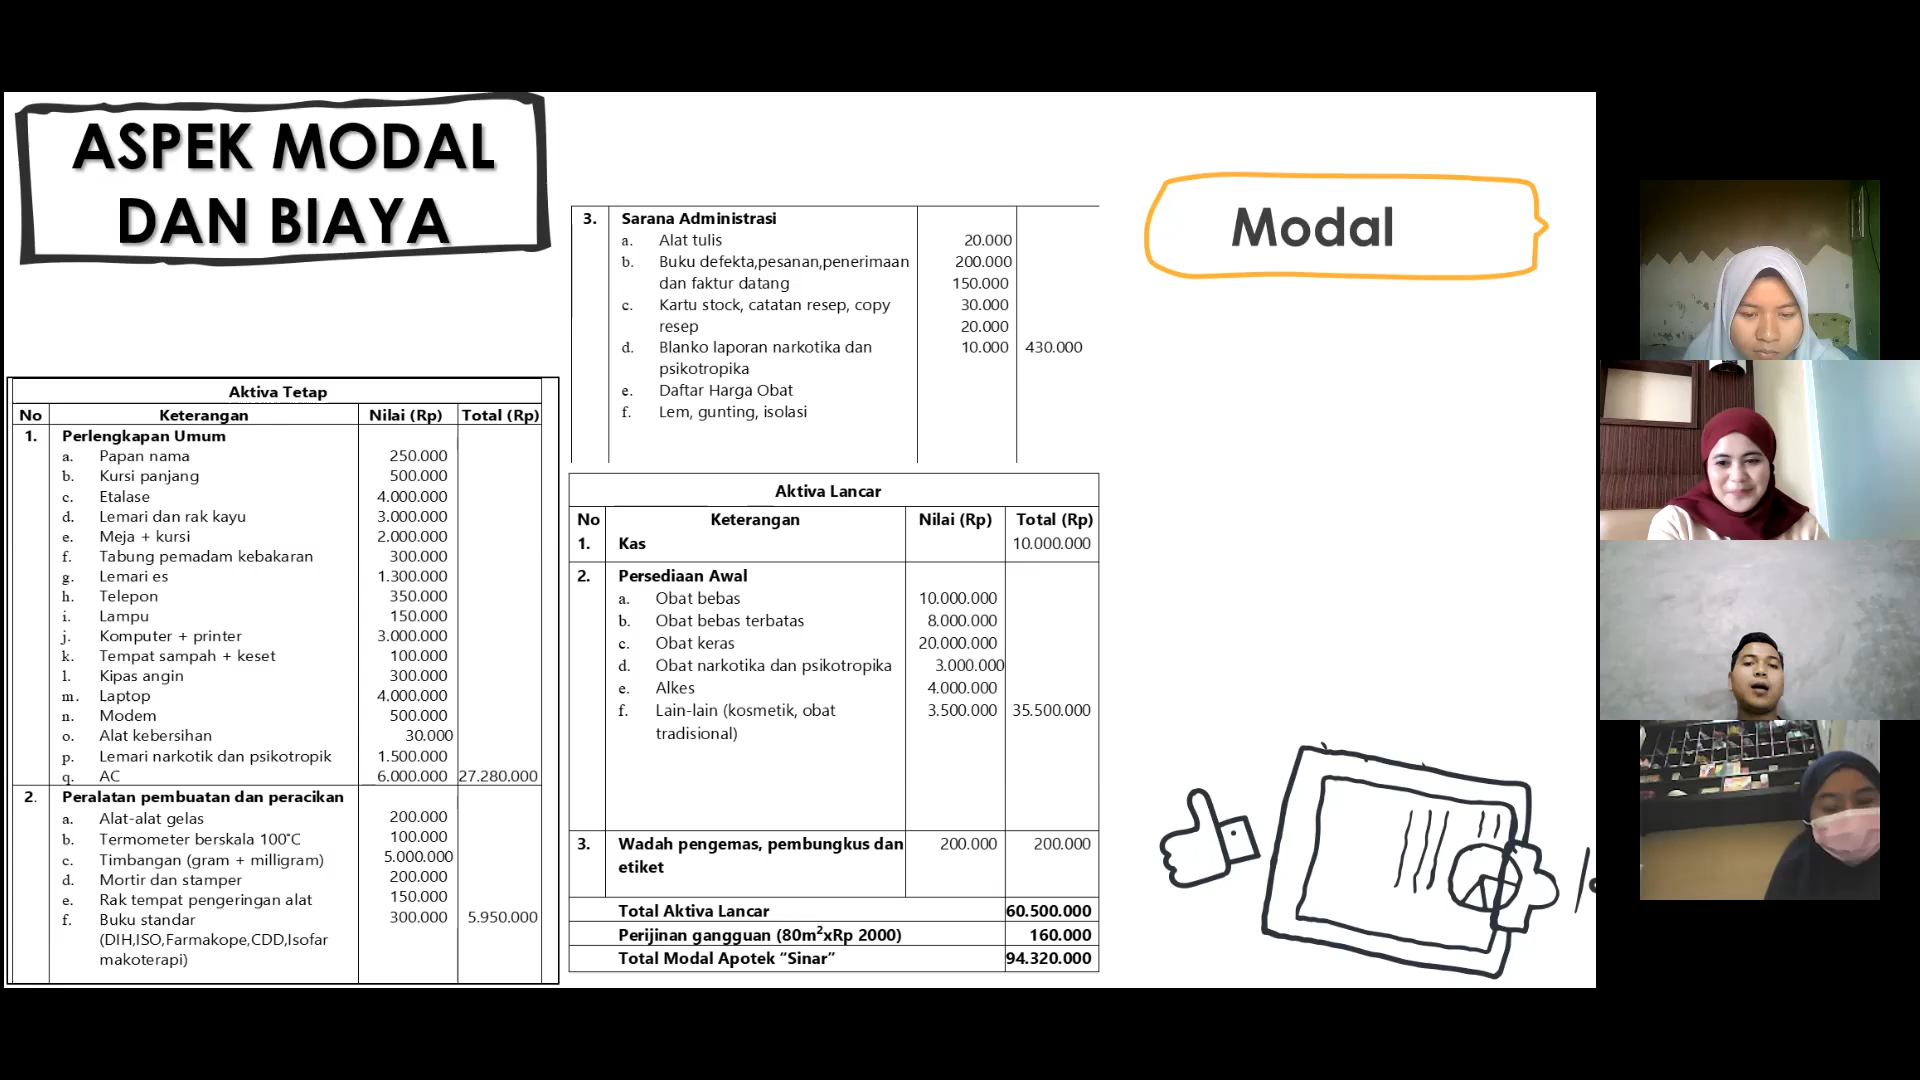 ASPEK MODAL
DAN BIAYA
Aktiva Tetap
No Keterangan Nilai (Rp) Total (Rp)
1. Perlengkapan Umum
a. Papan nama 250.000
b. Kursi panjang 500.000
c. Etalase 4.000.000
d. Lemari dan rak kayu 3.000.000
e. Meja + kursi 2.000.000
f. Tabung pemadam kebakaran 300.000
g. Lemari es 1.300.000
h. Telepon 350.000
i. Lampu 150.000
j. Komputer + printer 3.000.000
k. Tempat sampah + keset 100.000
l. Kipas angin 300.000
m. Laptop 4.000.000
n. Modem 500.000
o. Alat kebersihan 30.000
p. Lemari narkotik dan psikotropik 1.500.000
q. AC 6.000.000 27.280.000
2. Peralatan pembuatan dan peracikan
a. Alat-alat gelas 200.000
b. Termometer berskala 100°C 100.000
c. Timbangan (gram + milligram) 5.000.000
d. Mortir dan stamper 200.000
e. Rak tempat pengeringan alat 150.000
f. Buku standar 300.000 5.950.000
(DIH,ISO,Farmakope,CDD,Isofar
makoterapi)
3. Sarana Administrasi
a. Alat tulis 20.000
b. Buku defekta,pesanan,penerimaan 200.000
dan faktur datang 150.000
c. Kartu stock, catatan resep, copy 30.000
resep 20.000
d. Blanko laporan narkotika dan 10.000 430.000
psikotropika
e. Daftar Harga Obat
f. Lem, gunting, isolasi
Aktiva Lancar
No Keterangan Nilai (Rp) Total (Rp)
1. Kas 10.000.000
2. Persediaan Awal
a. Obat bebas 10.000.000
b. Obat bebas terbatas 8.000.000
c. Obat keras 20.000.000
d. Obat narkotika dan psikotropika 3.000.000
e. Alkes 4.000.000
f. Lain-lain (kosmetik, obat 3.500.000 35.500.000
tradisional)
3. Wadah pengemas, pembungkus dan 200.000 200.000
etiket
Total Aktiva Lancar 60.500.000
Perijinan gangguan (80m²xRp 2000) 160.000
Total Modal Apotek “Sinar” 94.320.000
Modal